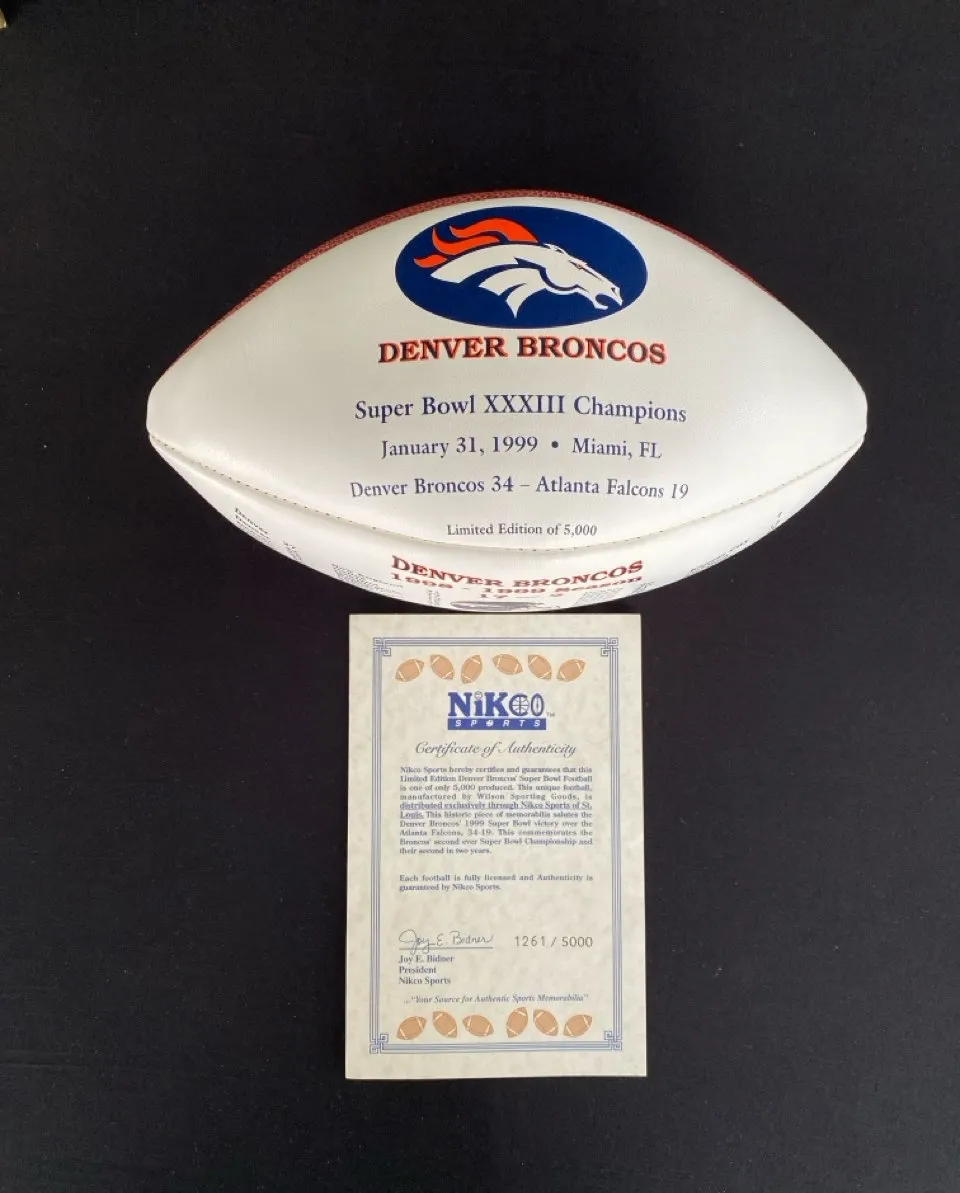 DENVER BRONCOS
Super Bowl XXXIII Champions
January 31, 1999 • Miami, FL
Denver Broncos 34 – Atlanta Falcons 19
Limited Edition of 5,000
DENVER BRONCOS
1998 - 1999 Season
NiKCO™
SPORTS
Certificate of Authenticity
Nikco Sports hereby certifies and guarantees that this
Limited Edition Denver Broncos' Super Bowl Football
is one of only 5,000 produced. This unique football,
manufactured by Wilson Sporting Goods, is
distributed exclusively through Nikco Sports of St.
Louis. This historic piece of memorabilia salutes the
Denver Broncos' 1999 Super Bowl victory over the
Atlanta Falcons, 34-19. This commemorates the
Broncos' second ever Super Bowl Championship and
their second in two years.
Each football is fully licensed and Authenticity is
guaranteed by Nikco Sports.
Joy E. Bidner 1261 / 5000
Joy E. Bidner
President
Nikco Sports
..."Your Source for Authentic Sports Memorabilia"